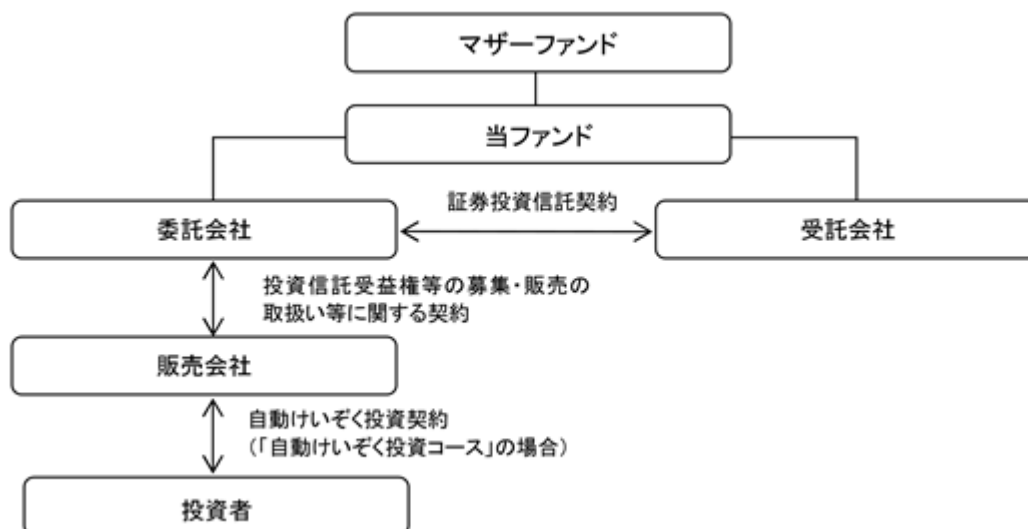 マザーファンド
当ファンド
証券投資信託契約
委託会社
受託会社
投資信託受益権等の募集・販売の
取扱い等に関する契約
販売会社
自動けいぞく投資契約
(「自動けいぞく投資コース」の場合)
投資者